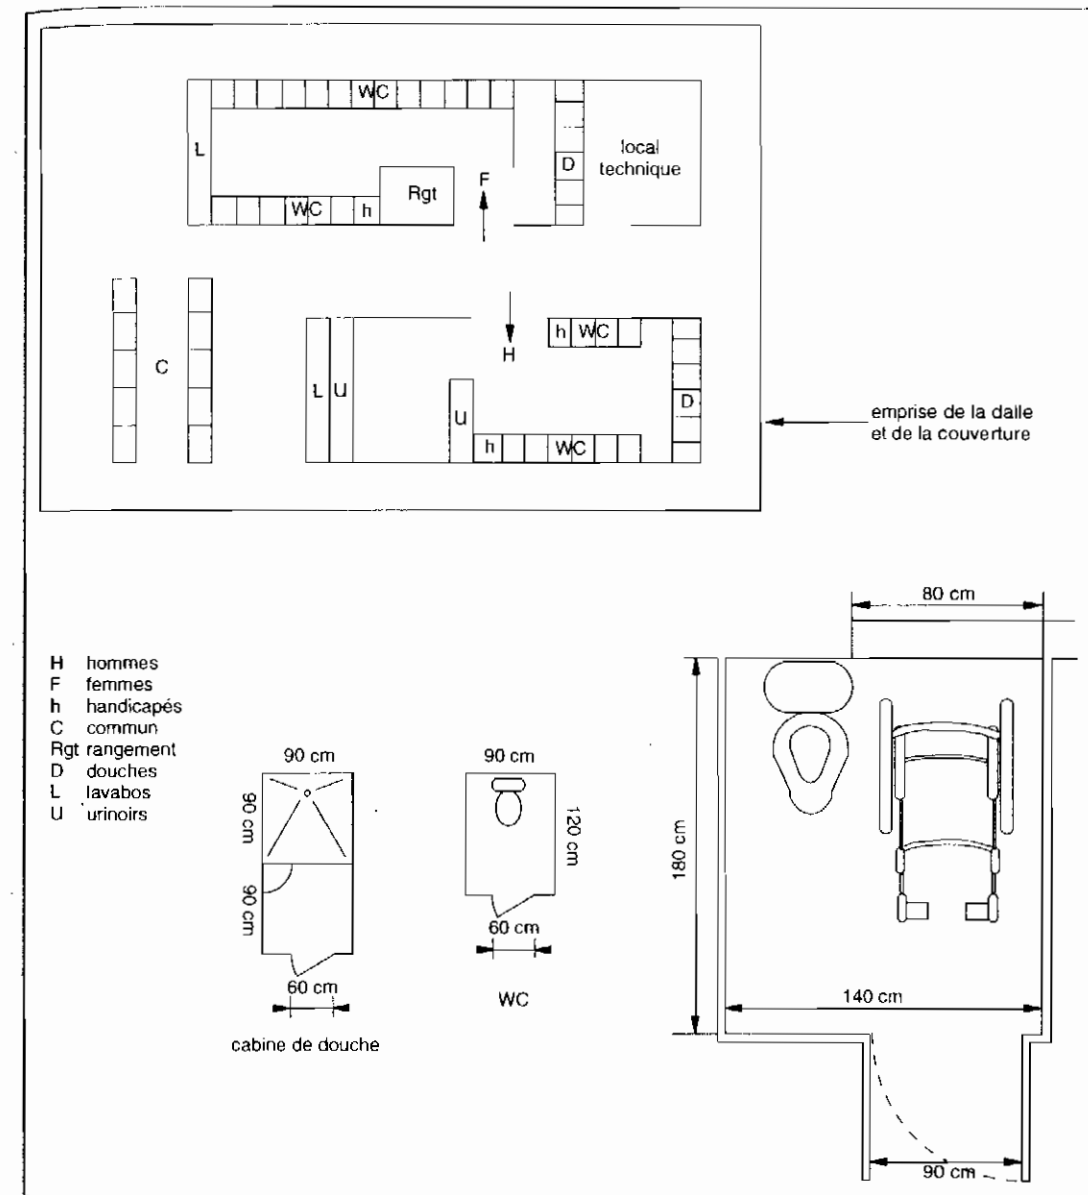 WC
L
D
local
technique
F
Rgt
WC
h
C
H
h
WC
L
U
U
D
h
WC
emprise de la dalle
et de la couverture
H hommes
F femmes
h handicapés
C commun
Rgt rangement
D douches
L lavabos
U urinoirs
90 cm
90 cm
90 cm
60 cm
cabine de douche
90 cm
120 cm
60 cm
WC
80 cm
180 cm
140 cm
90 cm